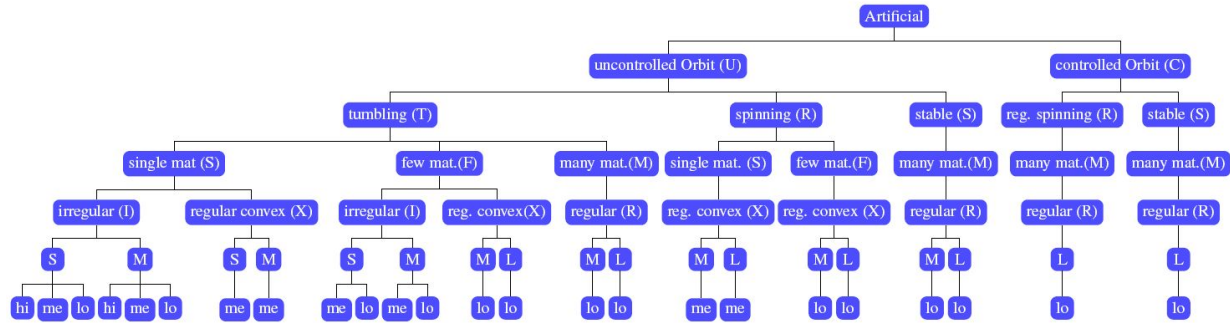 Artificial
uncontrolled Orbit (U) controlled Orbit (C)
tumbling (T) spinning (R) stable (S) reg. spinning (R) stable (S)
single mat (S) few mat.(F) many mat.(M) single mat. (S) few mat.(F) many mat.(M) many mat.(M) many mat.(M)
irregular (I) regular convex (X) irregular (I) reg. convex(X) regular (R) reg. convex (X) reg. convex (X) regular (R) regular (R) regular (R)
S M S M S M M L M L M L M L M L L L
hi me lo hi me lo me me me lo me lo lo lo lo lo me me lo lo lo lo lo lo